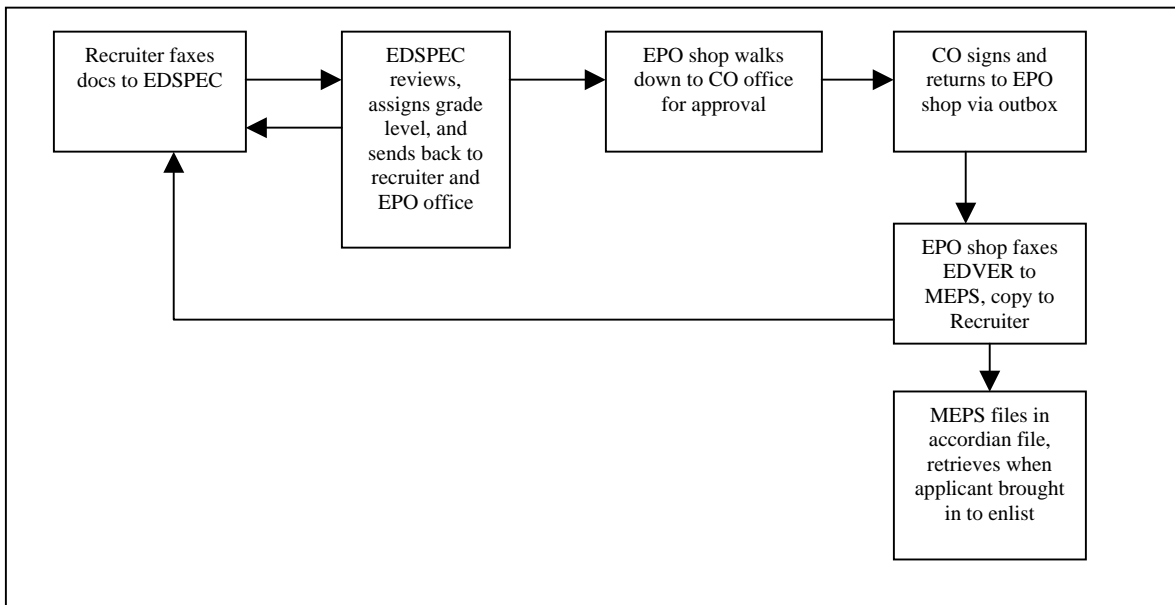 Recruiter faxes
docs to EDSPEC
EDSPEC
reviews,
assigns grade
level, and
sends back to
recruiter and
EPO office
EPO shop walks
down to CO office
for approval
CO signs and
returns to EPO
shop via outbox
EPO shop faxes
EDVER to
MEPS, copy to
Recruiter
MEPS files in
accordian file,
retrieves when
applicant brought
in to enlist